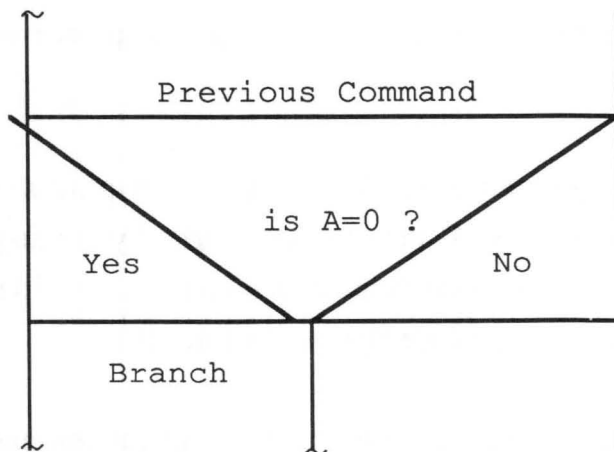 Previous Command
is A=0 ?
Yes
No
Branch